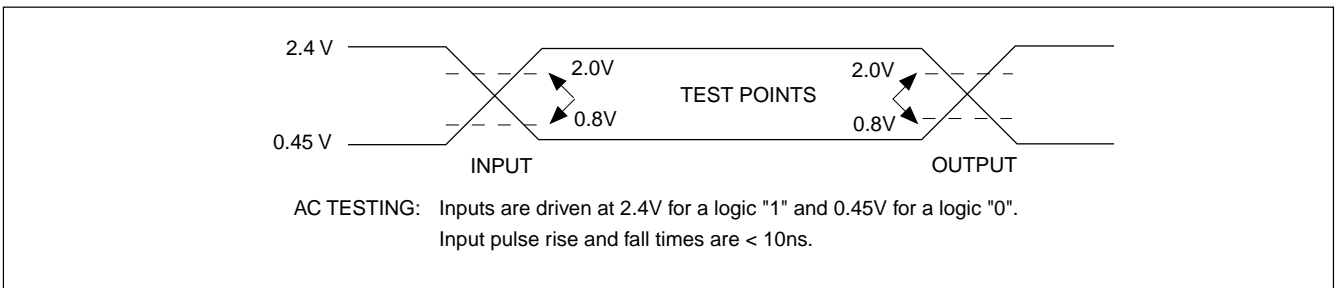 2.4 V
2.0V
2.0V
TEST POINTS
0.8V
0.8V
0.45 V
INPUT
OUTPUT
AC TESTING: Inputs are driven at 2.4V for a logic "1" and 0.45V for a logic "0".
Input pulse rise and fall times are < 10ns.